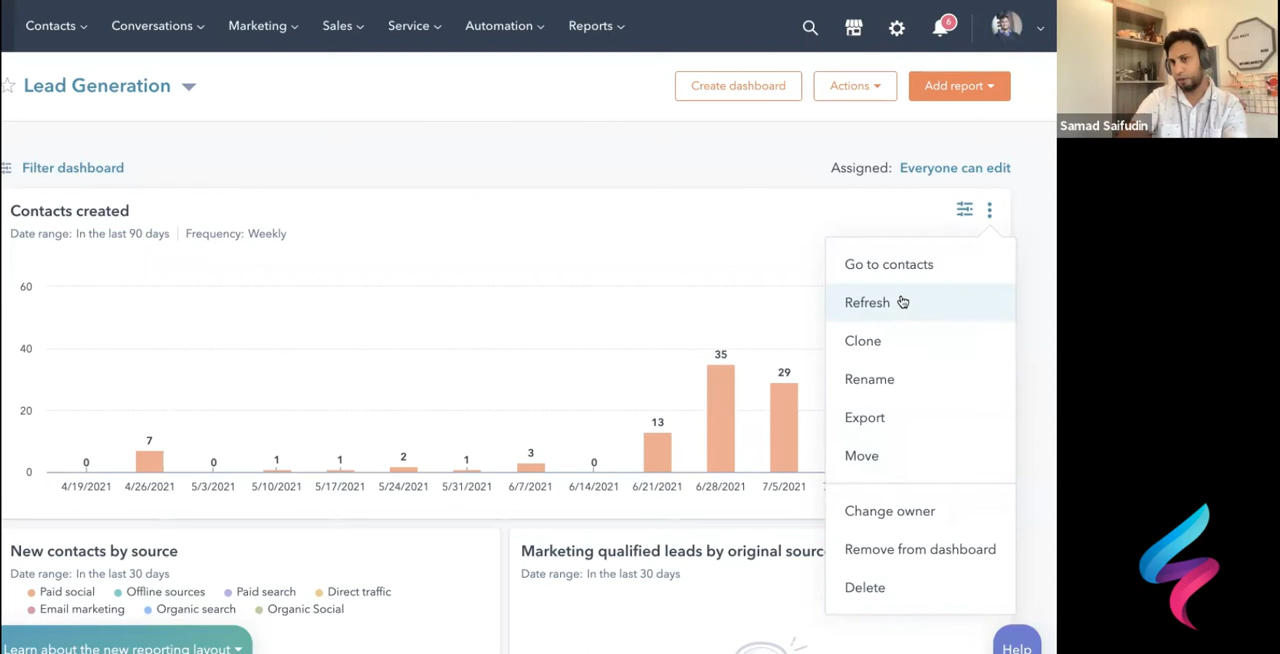 Contacts Conversations Marketing Sales Service Automation Reports 6
Samad Saifudin
Lead Generation Create dashboard Actions Add report
Filter dashboard Assigned: Everyone can edit
Contacts created
Date range: In the last 90 days Frequency: Weekly
Go to contacts
Refresh
Clone
Rename
Export
Move
Change owner
Remove from dashboard
Delete
60
40
20
0
0 7 0 1 1 2 1 3 0 13 35 29
4/19/2021 4/26/2021 5/3/2021 5/10/2021 5/17/2021 5/24/2021 5/31/2021 6/7/2021 6/14/2021 6/21/2021 6/28/2021 7/5/2021
New contacts by source
Date range: In the last 30 days
Paid social Offline sources Paid search Direct traffic
Email marketing Organic search Organic Social
Marketing qualified leads by original sourc
Date range: In the last 30 days
Learn about the new reporting layout
Help